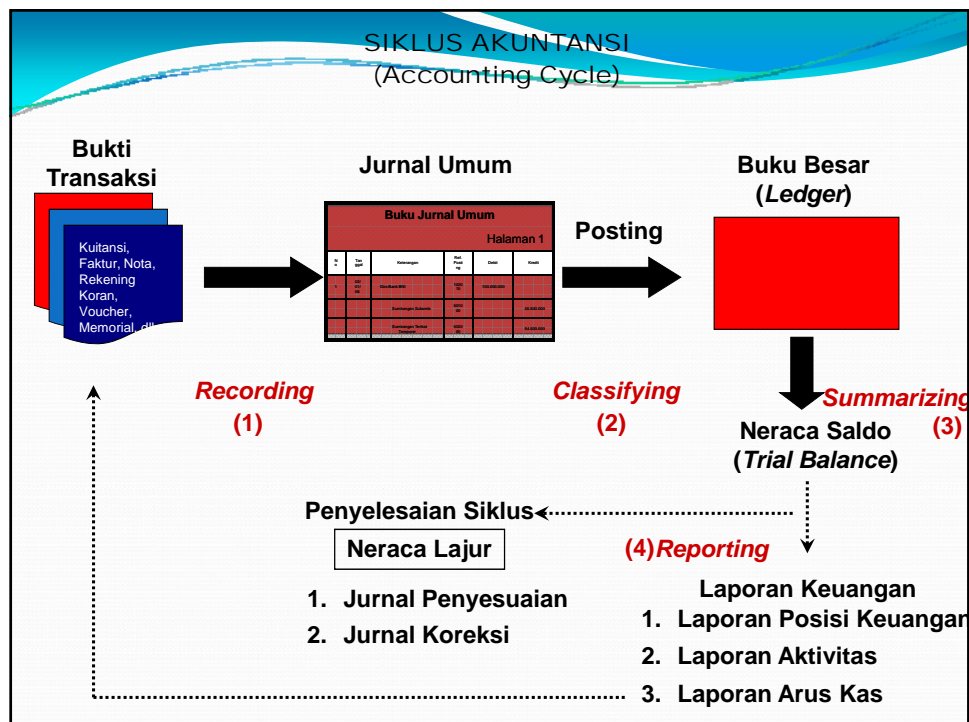 SIKLUS AKUNTANSI
(Accounting Cycle)
Bukti
Transaksi
Jurnal Umum
Buku Besar
(Ledger)
Kuitansi,
Faktur, Nota,
Rekening
Koran,
Voucher,
Memorial, dll
Buku Jurnal Umum
Halaman 1
Keterangan
Debit
Kredit
Posting
Recording
(1)
Classifying
(2)
Summarizing
(3)
Neraca Saldo
(Trial Balance)
Penyelesaian Siklus
Neraca Lajur
(4)Reporting
1. Jurnal Penyesuaian
2. Jurnal Koreksi
Laporan Keuangan
1. Laporan Posisi Keuangan
2. Laporan Aktivitas
3. Laporan Arus Kas